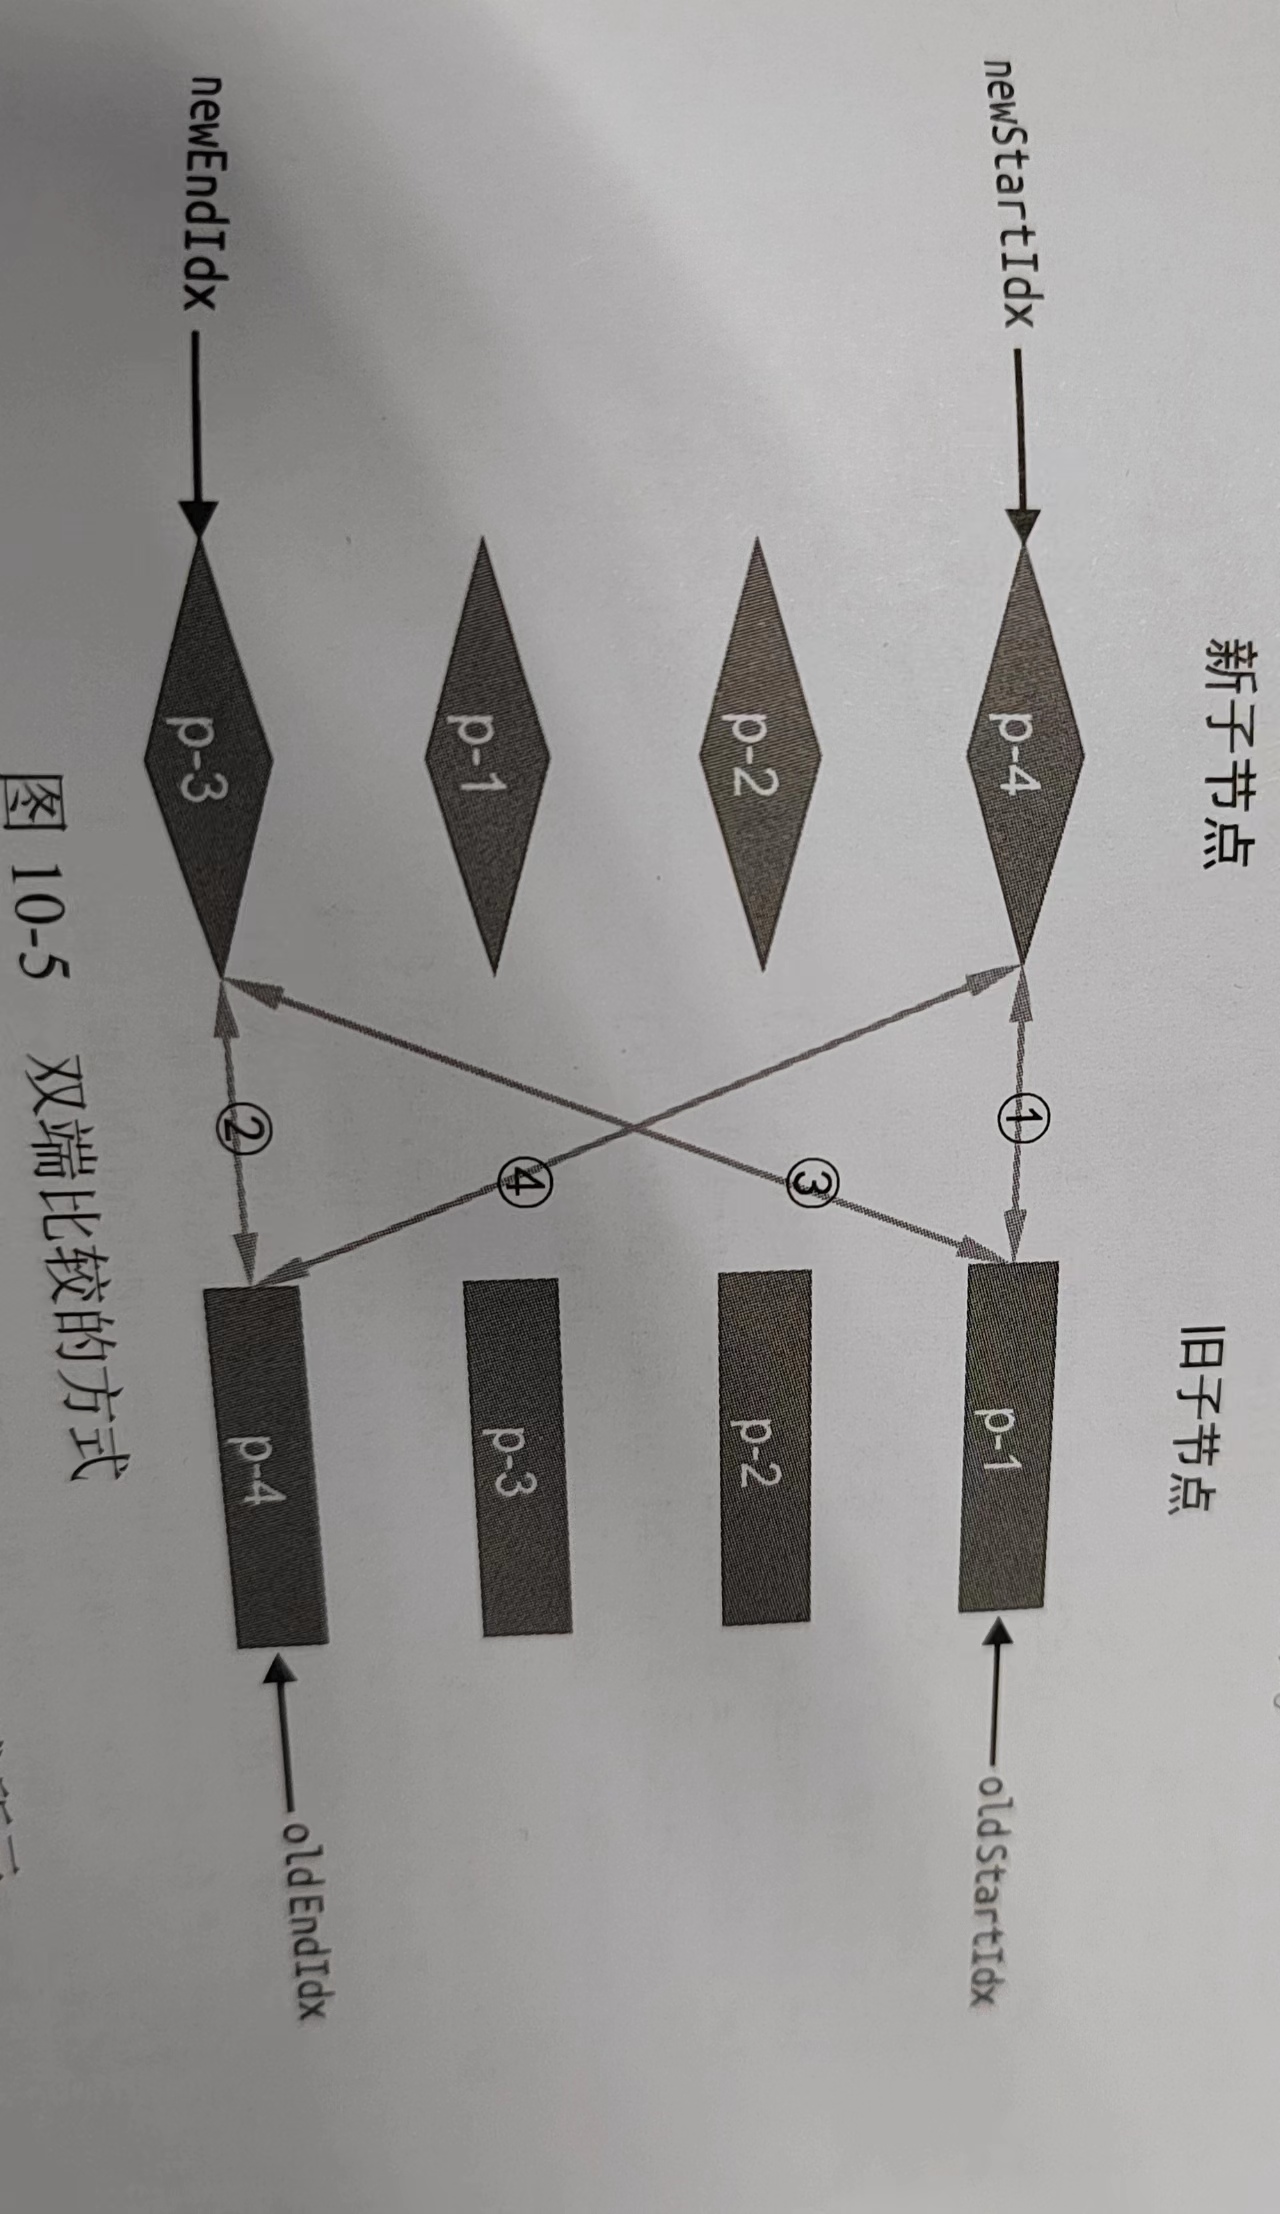 新子节点 旧子节点
newStartIdx p-4 ① p-1 oldStartIdx
p-2 ③ p-2
p-1 ④ p-3
newEndIdx p-3 ② p-4 oldEndIdx
图 10-5 双端比较的方式